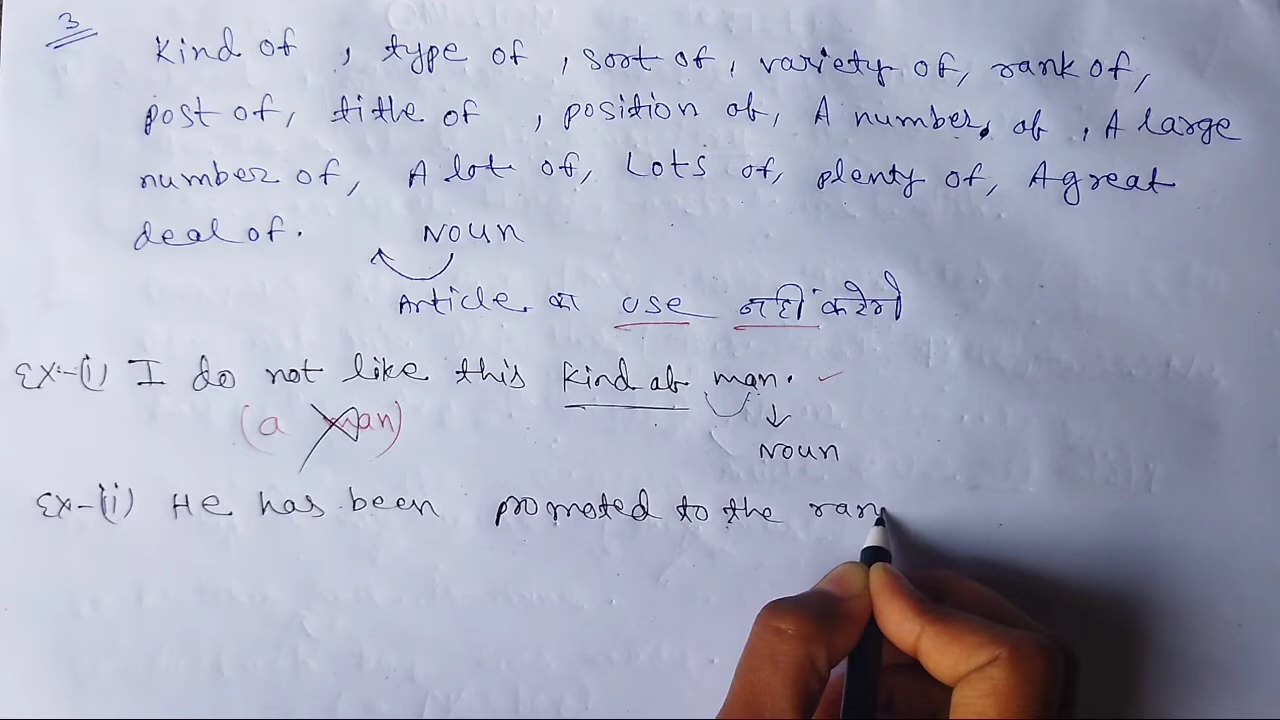 3
Kind of, type of, sort of, variety of, rank of,
post of, title of, position of, A number of, A large
number of, A lot of, Lots of, plenty of, A great
deal of. Noun
Article का use नहीं करेंगे
Ex-(i) I do not like this kind of man.
(a man)
Noun
Ex-(ii) He has been promoted to the ran